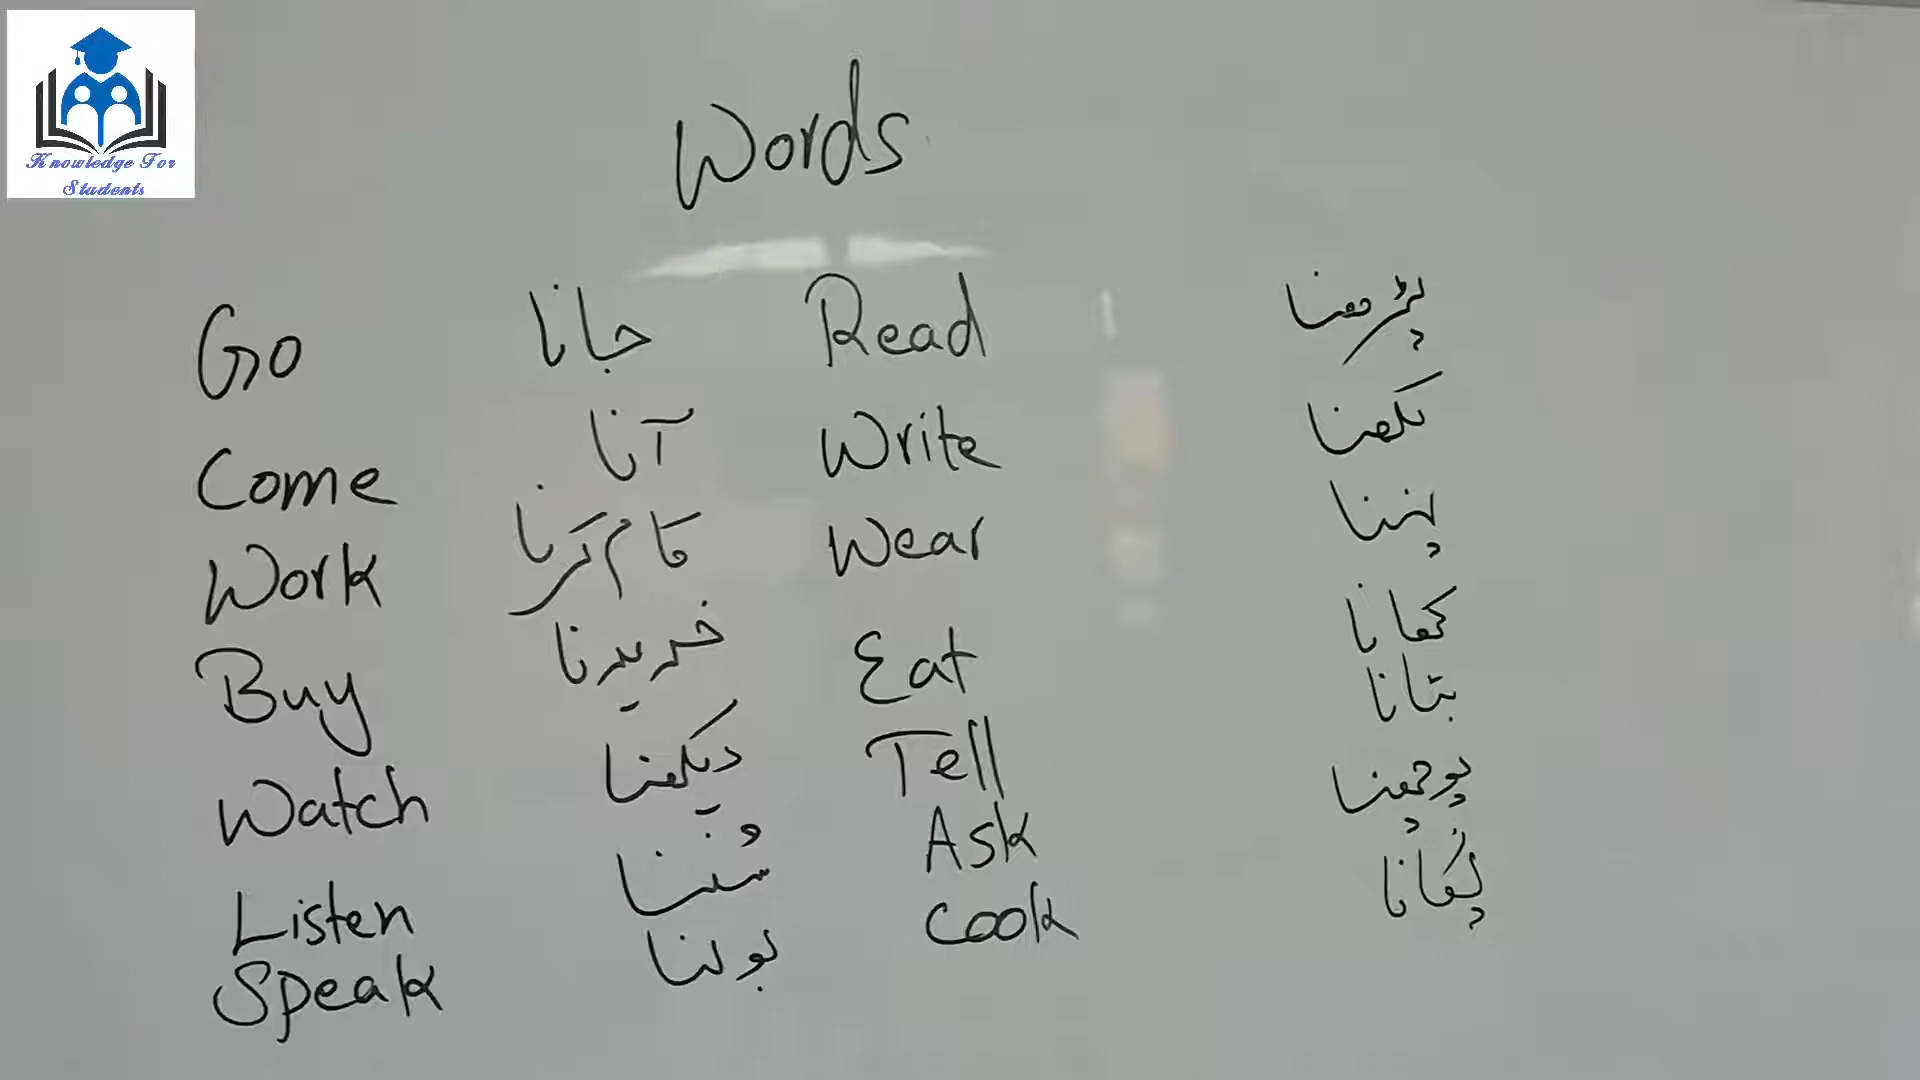 Knowledge For
Students
Words
Go جانا Read پڑھنا
Come آنا Write لکھنا
Work کام کرنا Wear پہننا
Buy خریدنا Eat کھانا
Watch دیکھنا Tell بتانا
Listen سُننا Ask پوچھنا
Speak بولنا Cook پکانا